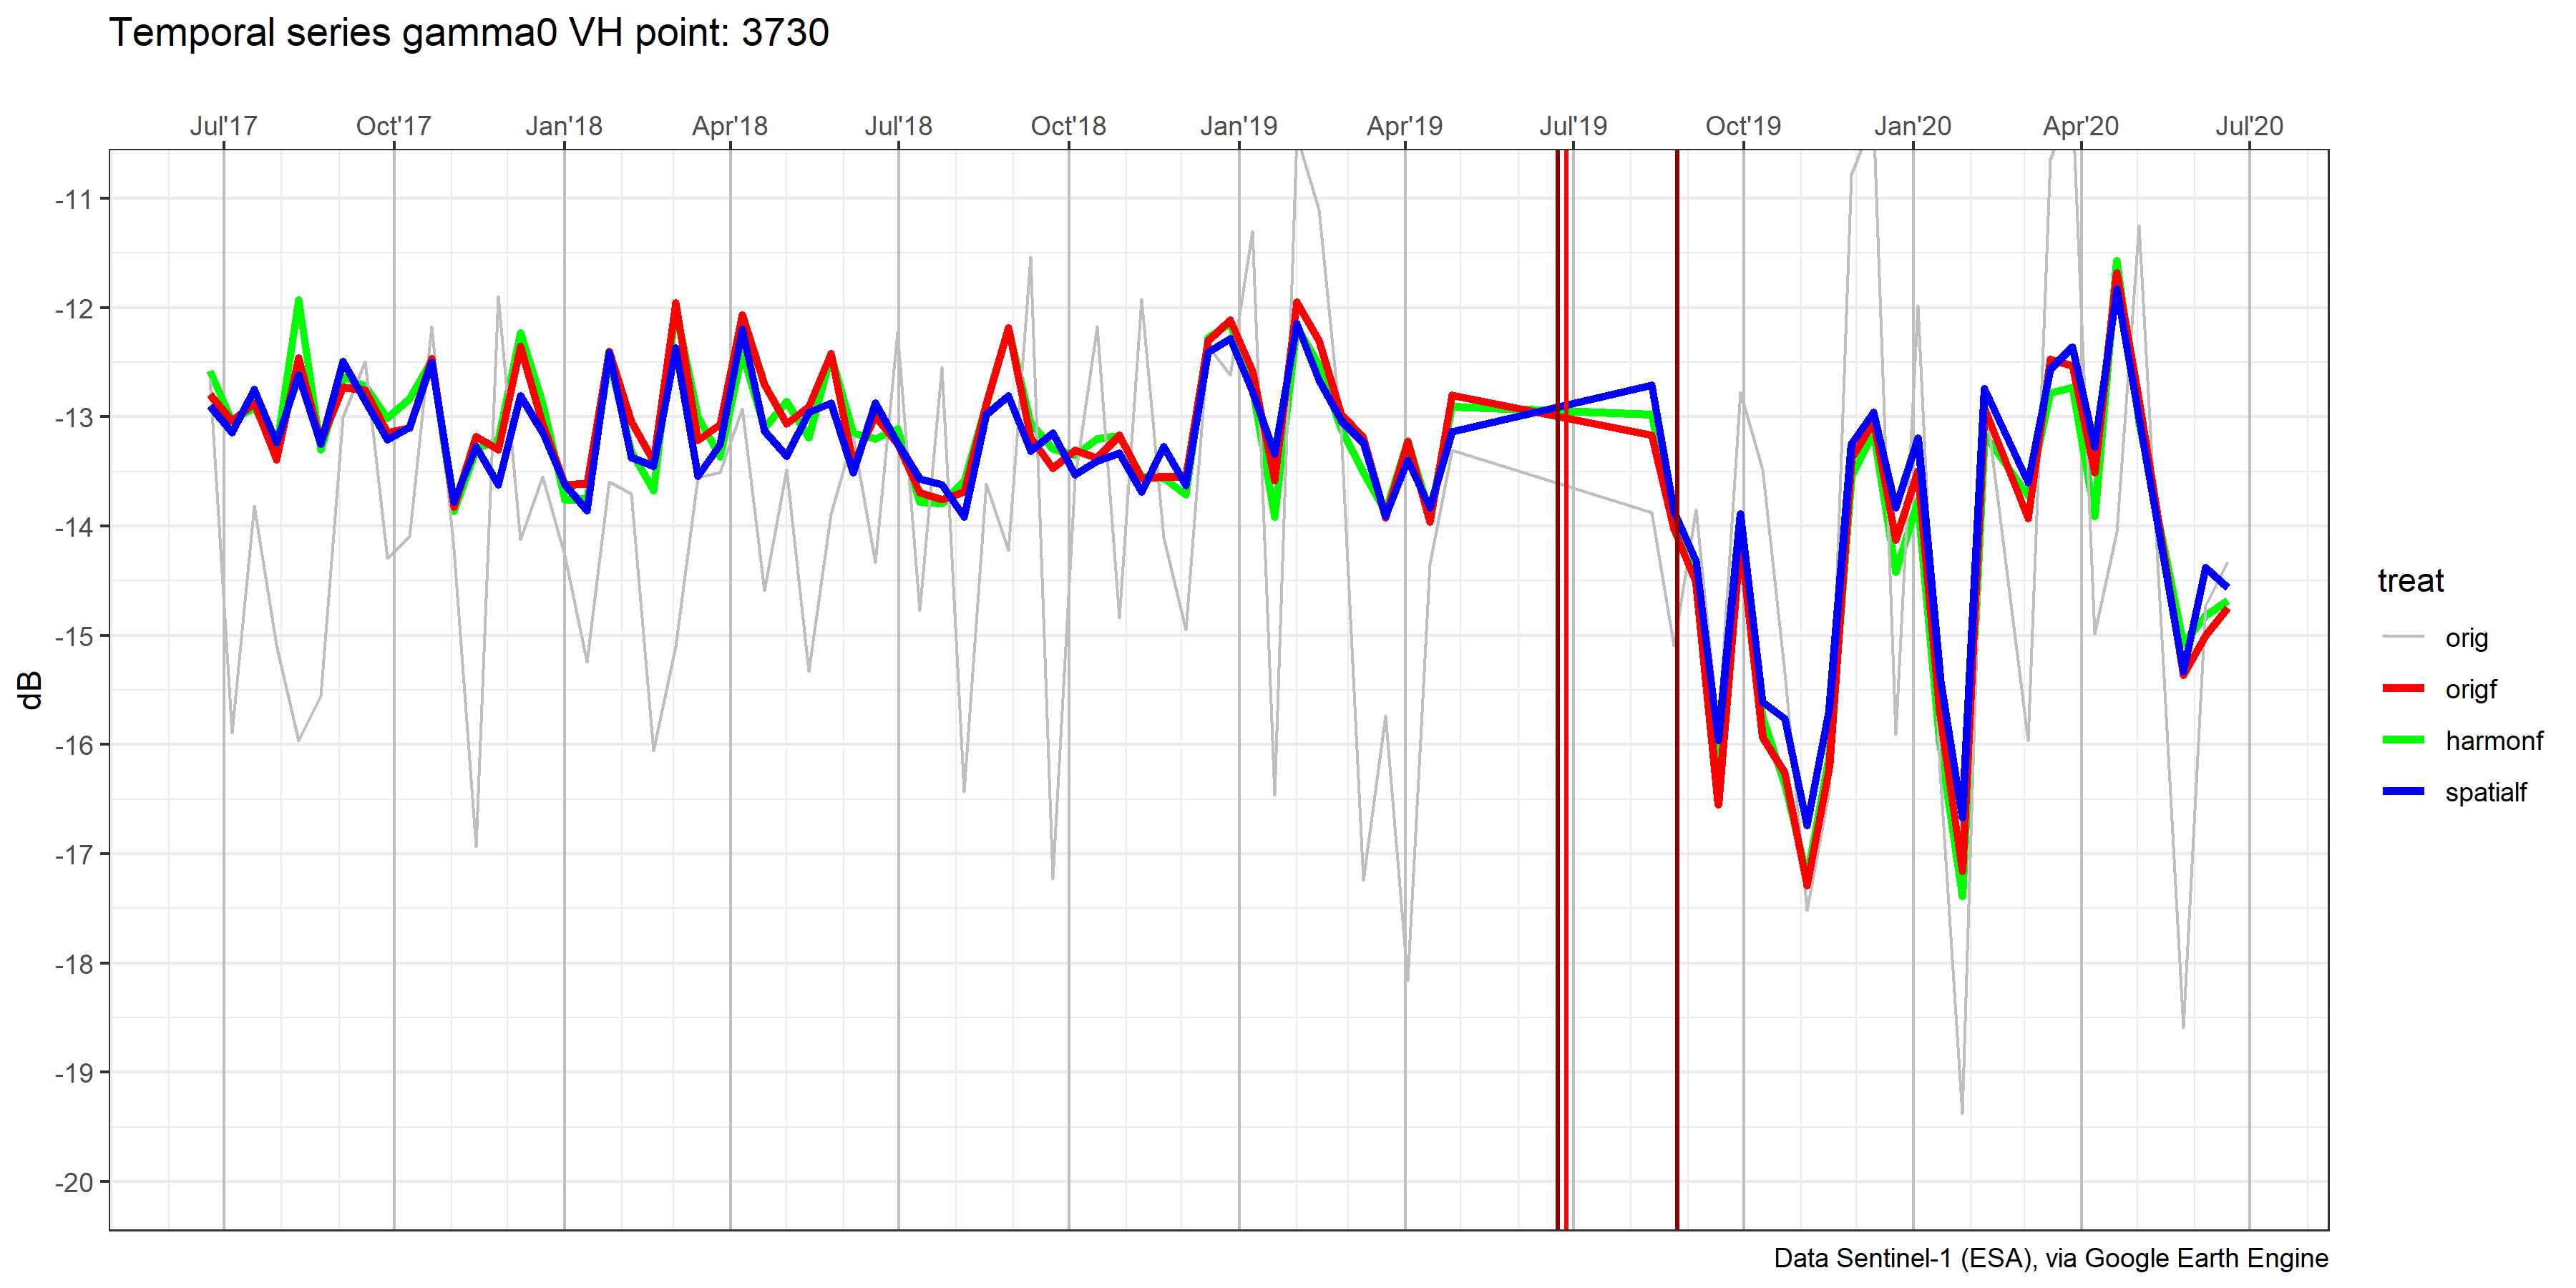 Temporal series gamma0 VH point: 3730
Jul'17 Oct'17 Jan'18 Apr'18 Jul'18 Oct'18 Jan'19 Apr'19 Jul'19 Oct'19 Jan'20 Apr'20 Jul'20
-11
-12
-13
-14
-15
-16
-17
-18
-19
-20
dB
treat
orig
origf
harmonf
spatialf
Data Sentinel-1 (ESA), via Google Earth Engine